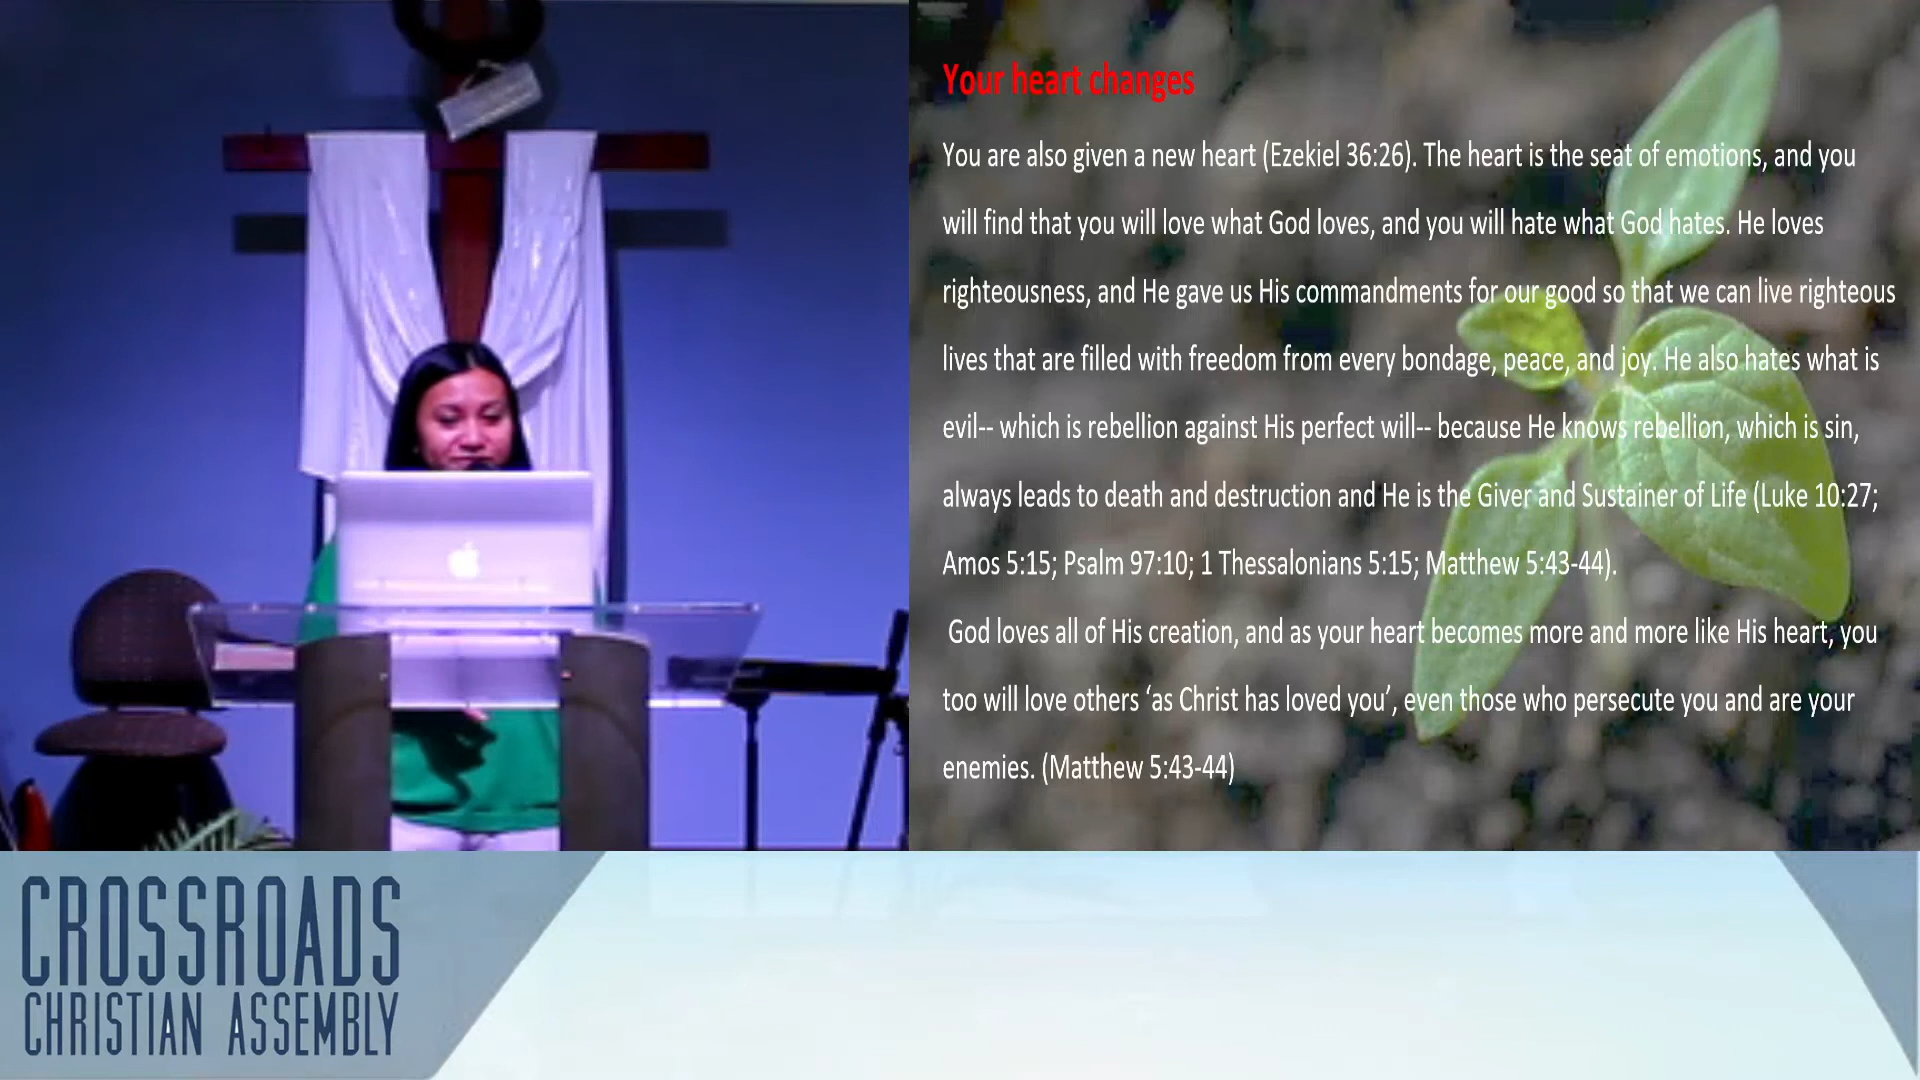 Your heart changes
You are also given a new heart (Ezekiel 36:26). The heart is the seat of emotions, and you
will find that you will love what God loves, and you will hate what God hates. He loves
righteousness, and He gave us His commandments for our good so that we can live righteous
lives that are filled with freedom from every bondage, peace, and joy. He also hates what is
evil-- which is rebellion against His perfect will-- because He knows rebellion, which is sin,
always leads to death and destruction and He is the Giver and Sustainer of Life (Luke 10:27;
Amos 5:15; Psalm 97:10; 1 Thessalonians 5:15; Matthew 5:43-44).
God loves all of His creation, and as your heart becomes more and more like His heart, you
too will love others ‘as Christ has loved you’, even those who persecute you and are your
enemies. (Matthew 5:43-44)
CROSSROADS
CHRISTIAN ASSEMBLY